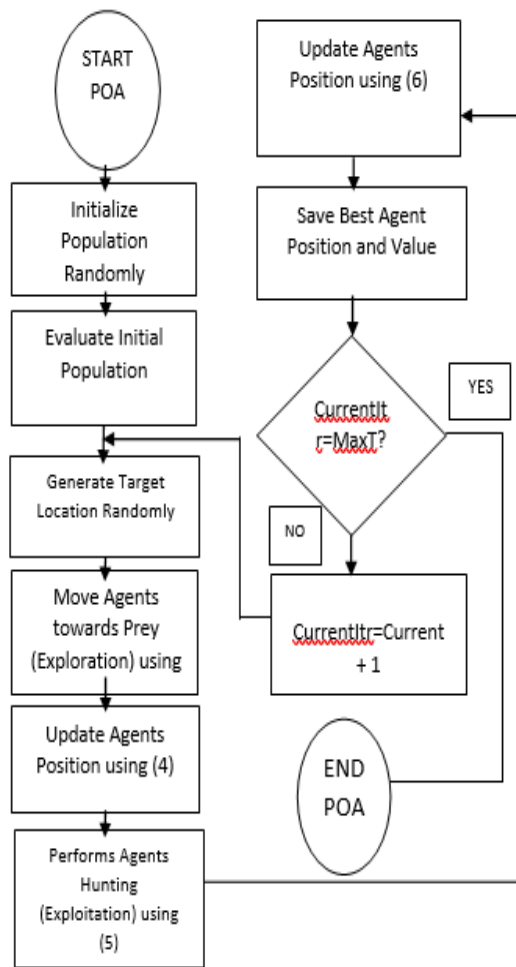 START
POA
Initialize
Population
Randomly
Evaluate Initial
Population
Generate Target
Location Randomly
Move Agents
towards Prey
(Exploration) using
Update Agents
Position using (4)
Performs Agents
Hunting
(Exploitation) using
(5)
Update Agents
Position using (6)
Save Best Agent
Position and Value
CurrentIt
r=MaxT?
YES
NO
CurrentItr=Current
+ 1
END
POA